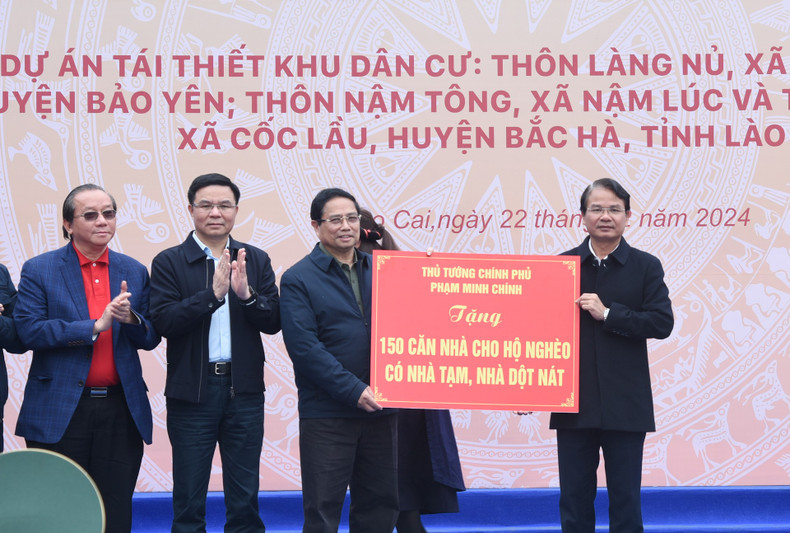 DỰ ÁN TÁI THIẾT KHU DÂN CƯ: THÔN LÀNG NỦ, XÃ
UYỆN BẢO YÊN; THÔN NẬM TÔNG, XÃ NẬM LÚC VÀ T
XÃ CỐC LẦU, HUYỆN BẮC HÀ, TỈNH LÀO
o Cai,ngày 22 tháng năm 2024
THỦ TƯỚNG CHÍNH PHỦ
PHẠM MINH CHÍNH
Tặng
150 CĂN NHÀ CHO HỘ NGHÈO
CÓ NHÀ TẠM, NHÀ DỘT NÁT